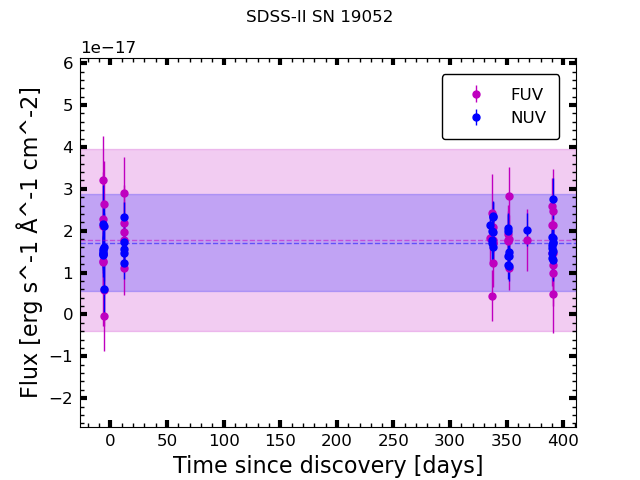 SDSS-II SN 19052
1e−17
6
5
4
3
2
1
0
−1
−2
Flux [erg s^-1 Å^-1 cm^-2]
FUV
NUV
0 50 100 150 200 250 300 350 400
Time since discovery [days]